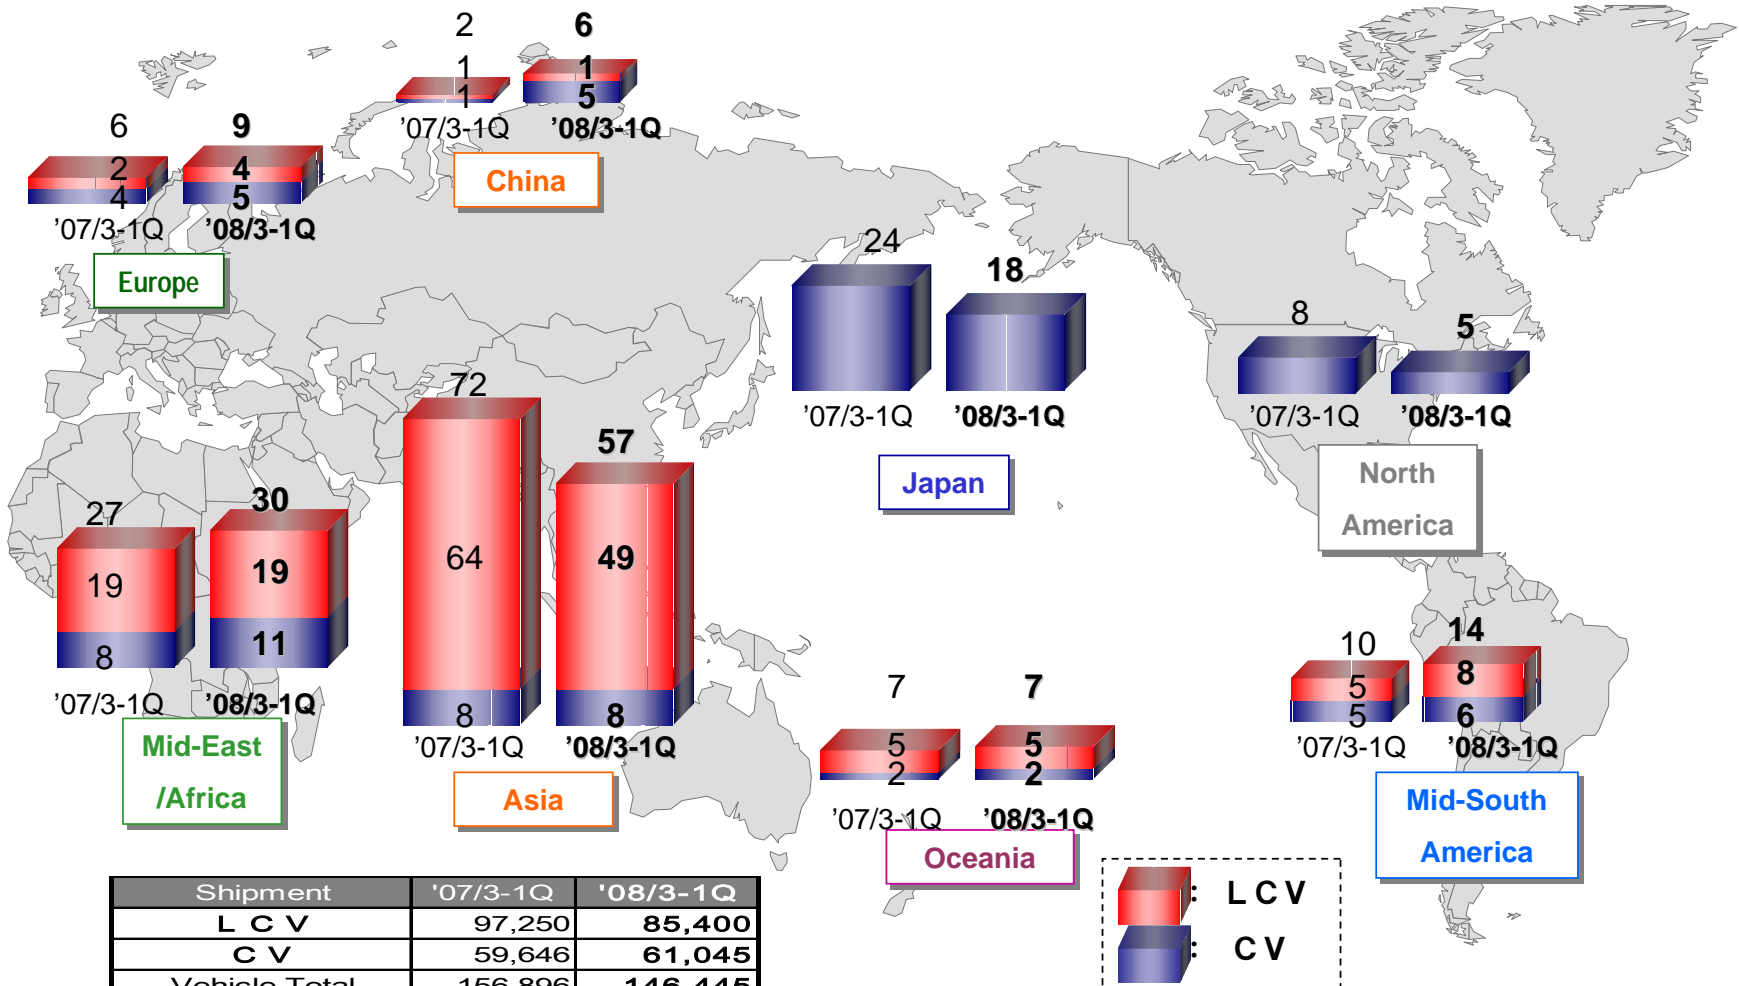 2
6
1
1
1
5
'07/3-1Q
'08/3-1Q
China
6
9
2
4
4
5
'07/3-1Q
'08/3-1Q
Europe
24
18
'07/3-1Q
'08/3-1Q
Japan
8
5
'07/3-1Q
'08/3-1Q
North
America
72
57
64
49
8
8
'07/3-1Q
'08/3-1Q
Asia
27
30
19
19
8
11
'07/3-1Q
'08/3-1Q
Mid-East
/Africa
7
7
5
5
2
2
'07/3-1Q
'08/3-1Q
Oceania
10
14
5
8
5
6
'07/3-1Q
'08/3-1Q
Mid-South
America
Shipment '07/3-1Q '08/3-1Q
L C V 97,250 85,400
C V 59,646 61,045
Vehicle Total 156,896 146,445
: L C V
: C V